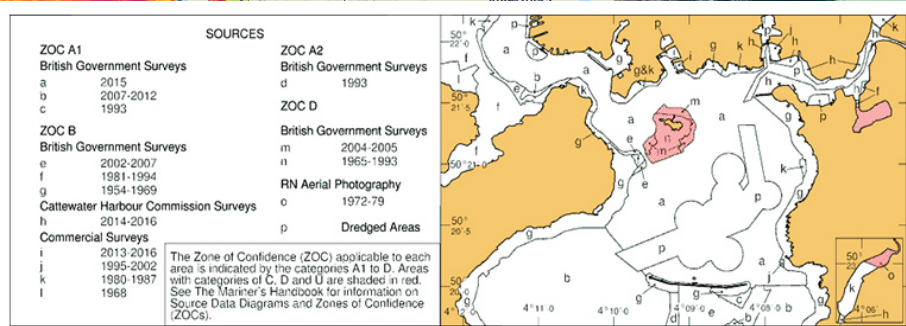 SOURCES
ZOC A1
British Government Surveys
a 2015
b 2007-2012
c 1993
ZOC B
British Government Surveys
e 2002-2007
f 1981-1994
g 1954-1969
Cattewater Harbour Commission Surveys
h 2014-2016
Commercial Surveys
i 2013-2016
j 1995-2002
k 1980-1987
l 1968
ZOC A2
British Government Surveys
d 1993
ZOC D
British Government Surveys
m 2004-2005
n 1965-1993
RN Aerial Photography
o 1972-79
p Dredged Areas
The Zone of Confidence (ZOC) applicable to each
area is indicated by the categories A1 to D. Areas
with categories of C, D and U are shaded in red.
See The Mariner's Handbook for information on
Source Data Diagrams and Zones of Confidence
(ZOCs).
50°
22'·0
50°
21'·5
50°21'·0
50°
20'·5
g&k
4°11'·0
4°10'·0
4°09'·0
4°08'·0
50°
22'
4°06'